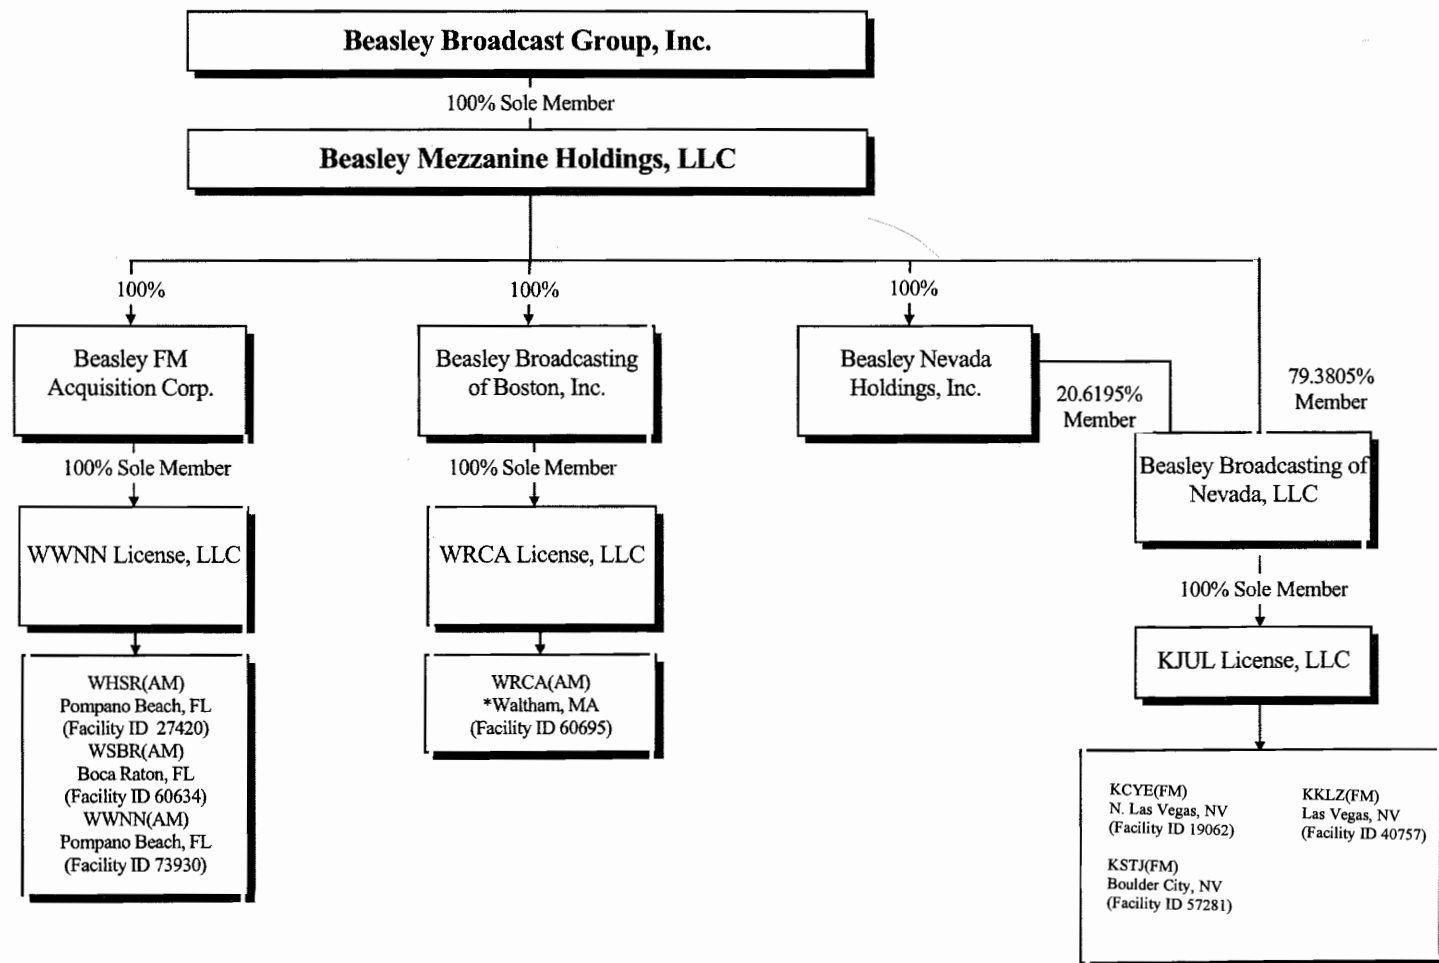 Beasley Broadcast Group, Inc.
100% Sole Member
Beasley Mezzanine Holdings, LLC
100%
100%
100%
Beasley FM
Acquisition Corp.
Beasley Broadcasting
of Boston, Inc.
Beasley Nevada
Holdings, Inc.
20.6195%
Member
79.3805%
Member
100% Sole Member
100% Sole Member
Beasley Broadcasting of
Nevada, LLC
WWNN License, LLC
WRCA License, LLC
100% Sole Member
KJUL License, LLC
WHSR(AM)
Pompano Beach, FL
(Facility ID 27420)
WSBR(AM)
Boca Raton, FL
(Facility ID 60634)
WWNN(AM)
Pompano Beach, FL
(Facility ID 73930)
WRCA(AM)
*Waltham, MA
(Facility ID 60695)
KCYE(FM)
N. Las Vegas, NV
(Facility ID 19062)
KKLZ(FM)
Las Vegas, NV
(Facility ID 40757)
KSTJ(FM)
Boulder City, NV
(Facility ID 57281)